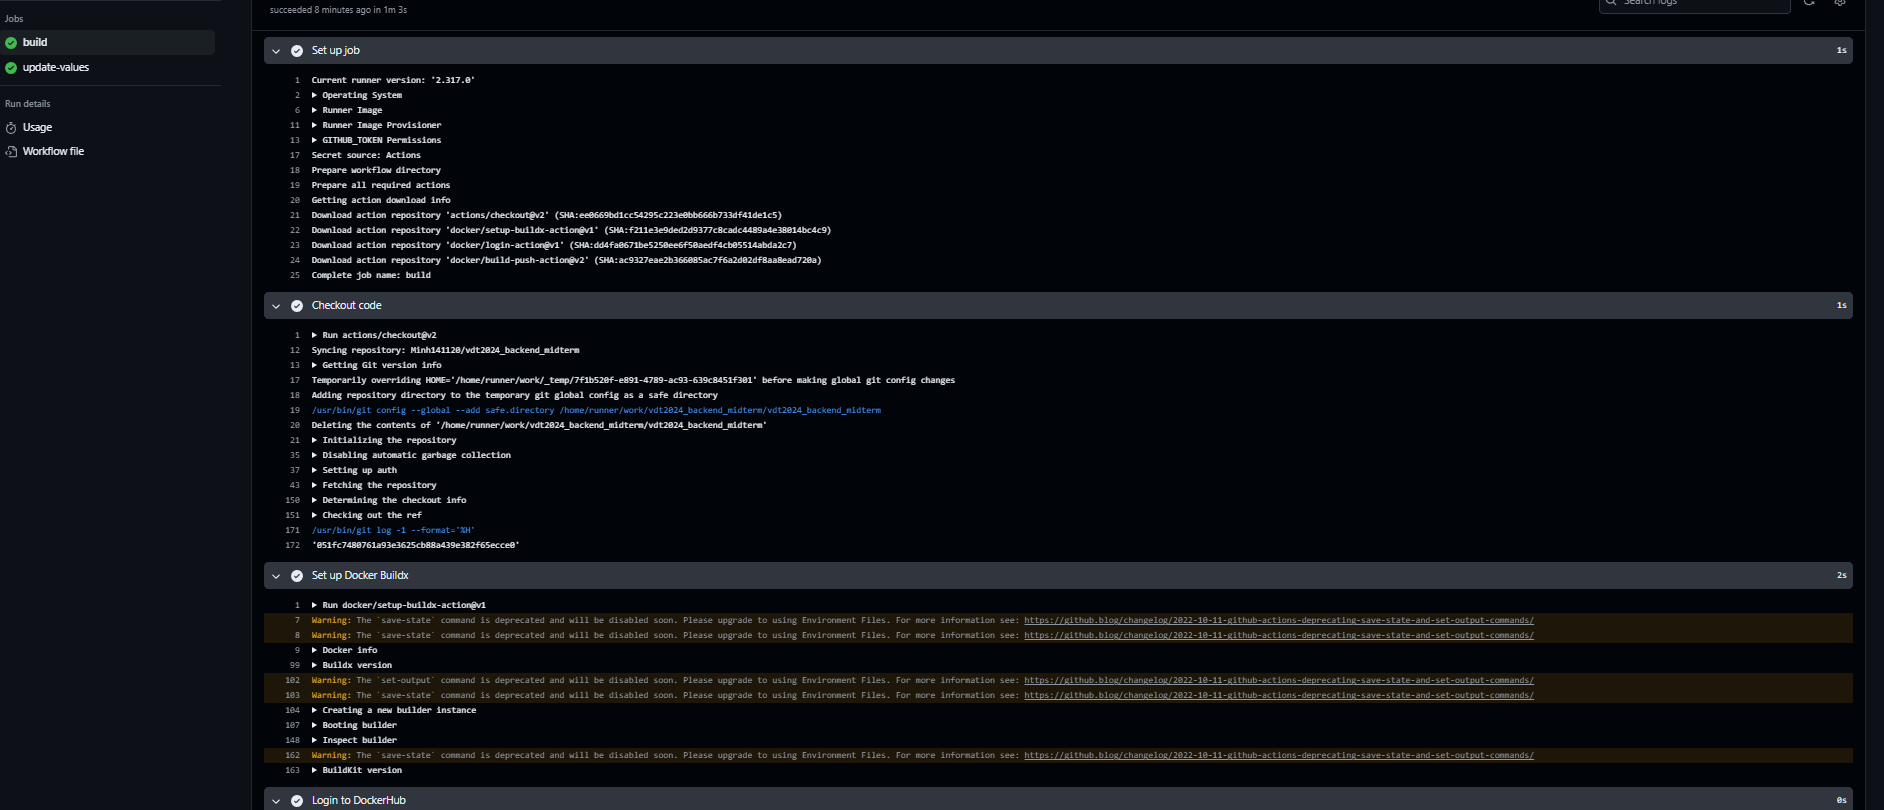 Jobs
build
update-values
Run details
Usage
Workflow file
succeeded 8 minutes ago in 1m 3s
Search logs
Set up job 1s
1 Current runner version: '2.317.0'
2 ▶ Operating System
6 ▶ Runner Image
11 ▶ Runner Image Provisioner
13 ▶ GITHUB_TOKEN Permissions
17 Secret source: Actions
18 Prepare workflow directory
19 Prepare all required actions
20 Getting action download info
21 Download action repository 'actions/checkout@v2' (SHA:ee0669bd1cc54295c223e0bb666b733df41de1c5)
22 Download action repository 'docker/setup-buildx-action@v1' (SHA:f211e3e9ded2d9377c8cadc4489a4e38014bc4c9)
23 Download action repository 'docker/login-action@v1' (SHA:dd4fa0671be5250ee6f50aedf4cb05514abda2c7)
24 Download action repository 'docker/build-push-action@v2' (SHA:ac9327eae2b366085ac7f6a2d02df8aa8ead720a)
25 Complete job name: build
Checkout code 1s
1 ▶ Run actions/checkout@v2
12 Syncing repository: Minh141120/vdt2024_backend_midterm
13 ▶ Getting Git version info
17 Temporarily overriding HOME='/home/runner/work/_temp/7f1b520f-e891-4789-ac93-639c8451f301' before making global git config changes
18 Adding repository directory to the temporary git global config as a safe directory
19 /usr/bin/git config --global --add safe.directory /home/runner/work/vdt2024_backend_midterm/vdt2024_backend_midterm
20 Deleting the contents of '/home/runner/work/vdt2024_backend_midterm/vdt2024_backend_midterm'
21 ▶ Initializing the repository
35 ▶ Disabling automatic garbage collection
37 ▶ Setting up auth
43 ▶ Fetching the repository
150 ▶ Determining the checkout info
151 ▶ Checking out the ref
171 /usr/bin/git log -1 --format='%H'
172 '051fc7480761a93e3625cb88a439e382f65ecce0'
Set up Docker Buildx 2s
1 ▶ Run docker/setup-buildx-action@v1
7 Warning: The `save-state` command is deprecated and will be disabled soon. Please upgrade to using Environment Files. For more information see: https://github.blog/changelog/2022-10-11-github-actions-deprecating-save-state-and-set-output-commands/
8 Warning: The `save-state` command is deprecated and will be disabled soon. Please upgrade to using Environment Files. For more information see: https://github.blog/changelog/2022-10-11-github-actions-deprecating-save-state-and-set-output-commands/
9 ▶ Docker info
99 ▶ Buildx version
102 Warning: The `set-output` command is deprecated and will be disabled soon. Please upgrade to using Environment Files. For more information see: https://github.blog/changelog/2022-10-11-github-actions-deprecating-save-state-and-set-output-commands/
103 Warning: The `save-state` command is deprecated and will be disabled soon. Please upgrade to using Environment Files. For more information see: https://github.blog/changelog/2022-10-11-github-actions-deprecating-save-state-and-set-output-commands/
104 ▶ Creating a new builder instance
107 ▶ Booting builder
148 ▶ Inspect builder
162 Warning: The `save-state` command is deprecated and will be disabled soon. Please upgrade to using Environment Files. For more information see: https://github.blog/changelog/2022-10-11-github-actions-deprecating-save-state-and-set-output-commands/
163 ▶ BuildKit version
Login to DockerHub 0s